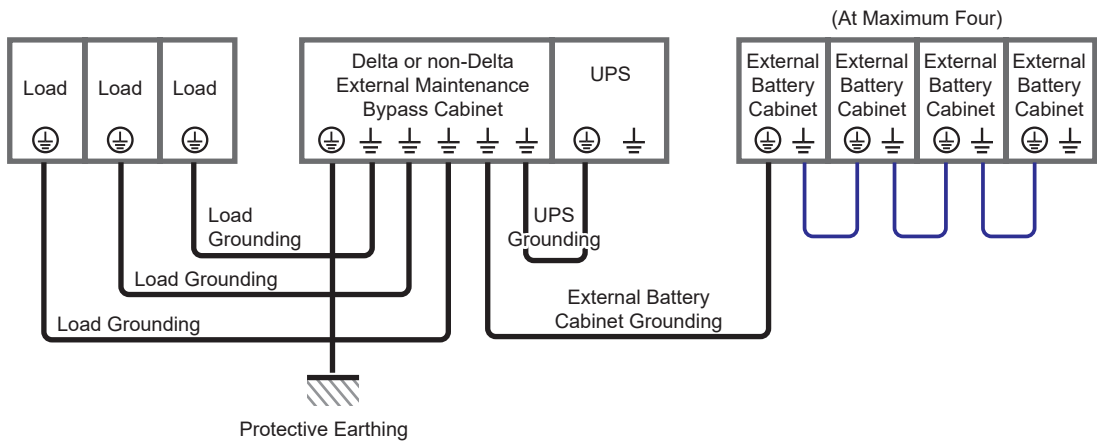 (At Maximum Four)
Load
Load
Load
Delta or non-Delta
External Maintenance
Bypass Cabinet
UPS
External
Battery
Cabinet
External
Battery
Cabinet
External
Battery
Cabinet
External
Battery
Cabinet
Load
Grounding
UPS
Grounding
Load Grounding
External Battery
Cabinet Grounding
Load Grounding
Protective Earthing